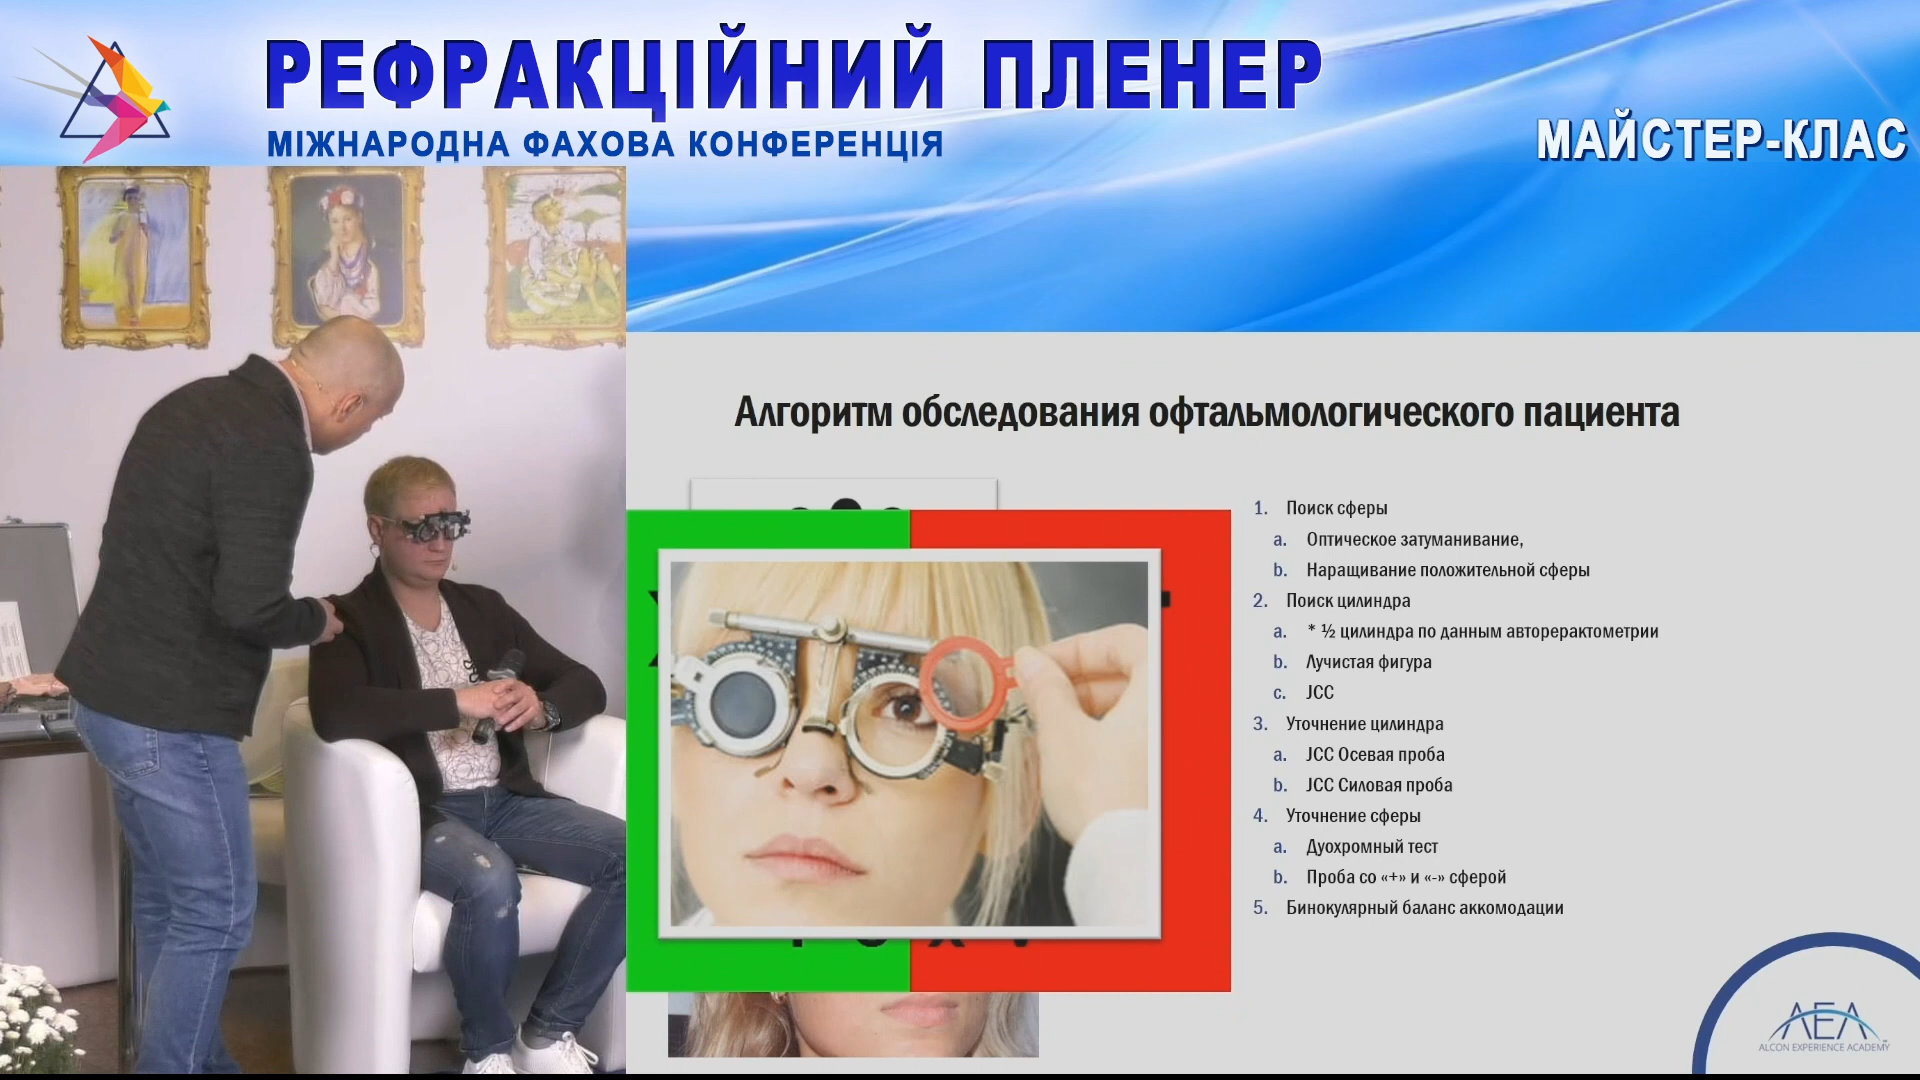 РЕФРАКЦІЙНИЙ ПЛЕНЕР
МІЖНАРОДНА ФАХОВА КОНФЕРЕНЦІЯ
МАЙСТЕР-КЛАС
Алгоритм обследования офтальмологического пациента
1. Поиск сферы
a. Оптическое затуманивание,
b. Наращивание положительной сферы
2. Поиск цилиндра
a. * ½ цилиндра по данным авторерактометрии
b. Лучистая фигура
c. JCC
3. Уточнение цилиндра
a. JCC Осевая проба
b. JCC Силовая проба
4. Уточнение сферы
a. Дуохромный тест
b. Проба со «+» и «-» сферой
5. Бинокулярный баланс аккомодации
AEA
ALCON EXPERIENCE ACADEMY